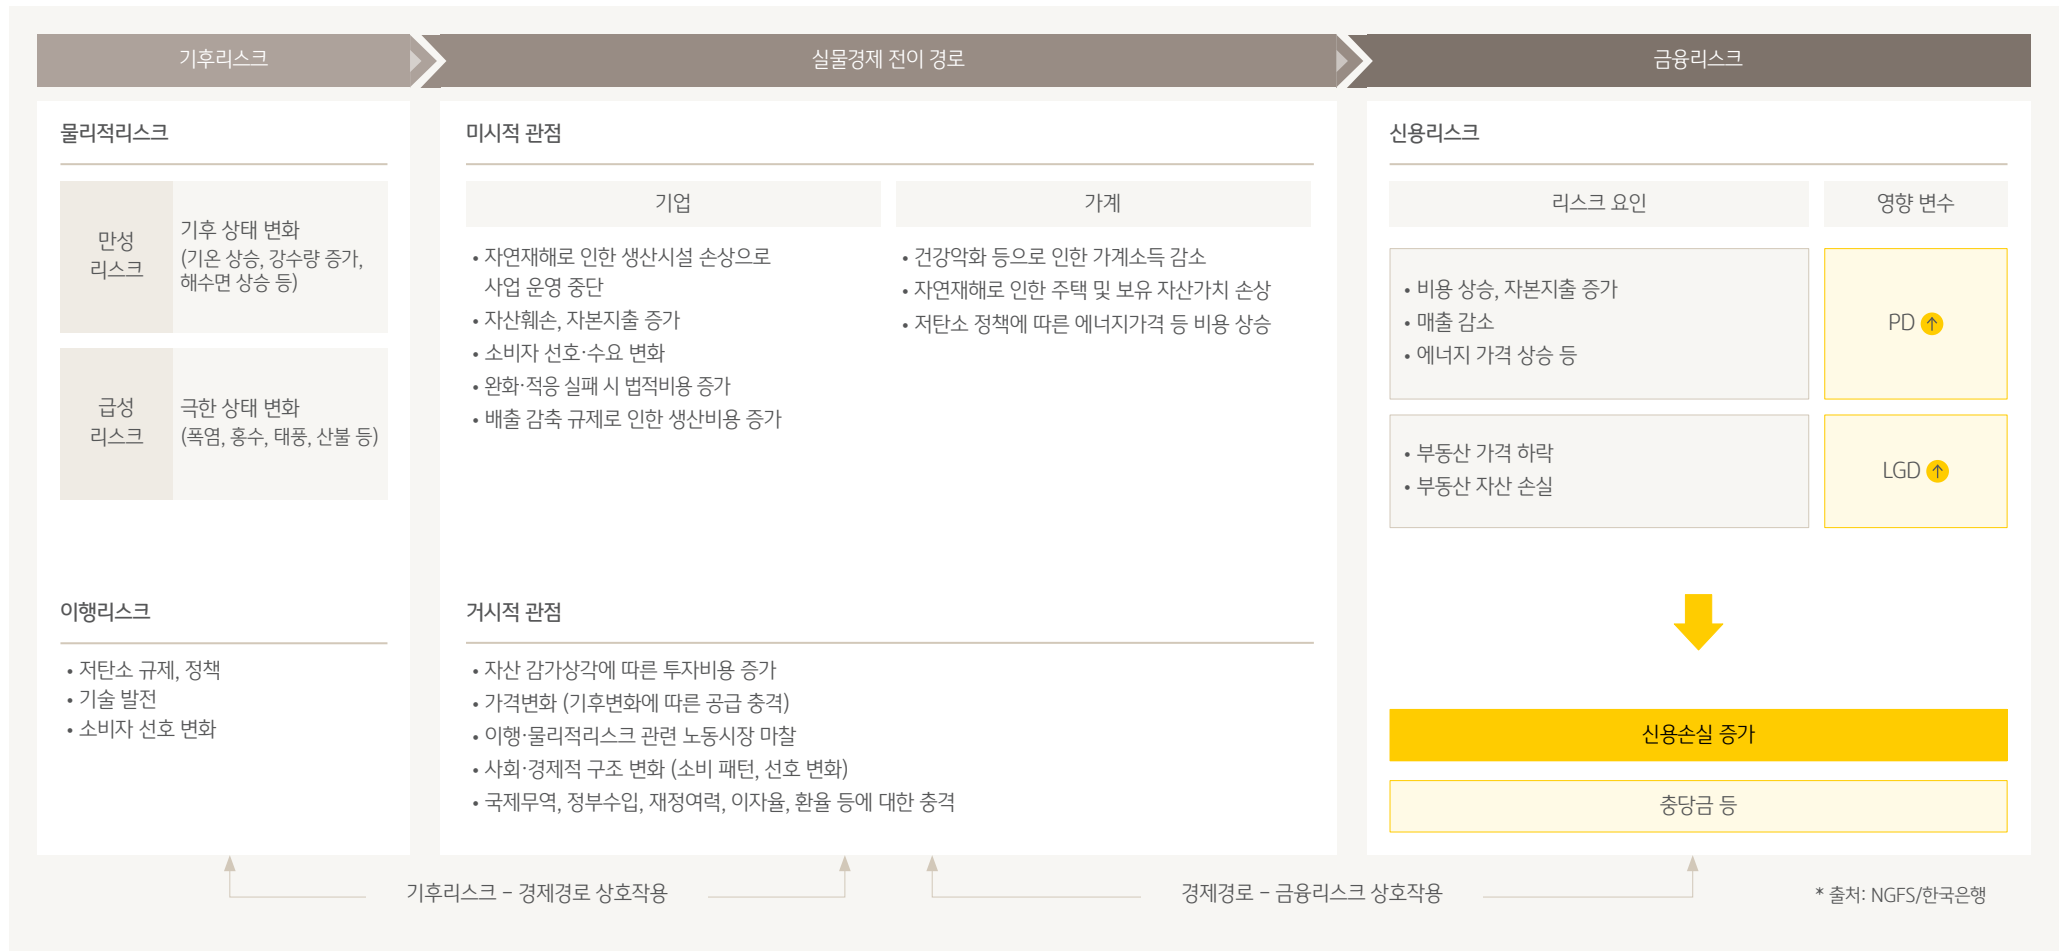 기후리스크
실물경제 전이 경로
금융리스크
물리적리스크
만성
리스크
기후 상태 변화
(기온 상승, 강수량 증가,
해수면 상승 등)
급성
리스크
극한 상태 변화
(폭염, 홍수, 태풍, 산불 등)
이행리스크
• 저탄소 규제, 정책
• 기술 발전
• 소비자 선호 변화
미시적 관점
기업
• 자연재해로 인한 생산시설 손상으로
사업 운영 중단
• 자산훼손, 자본지출 증가
• 소비자 선호·수요 변화
• 완화·적응 실패 시 법적비용 증가
• 배출 감축 규제로 인한 생산비용 증가
가계
• 건강악화 등으로 인한 가계소득 감소
• 자연재해로 인한 주택 및 보유 자산가치 손상
• 저탄소 정책에 따른 에너지가격 등 비용 상승
거시적 관점
• 자산 감가상각에 따른 투자비용 증가
• 가격변화 (기후변화에 따른 공급 충격)
• 이행·물리적리스크 관련 노동시장 마찰
• 사회·경제적 구조 변화 (소비 패턴, 선호 변화)
• 국제무역, 정부수입, 재정여력, 이자율, 환율 등에 대한 충격
신용리스크
리스크 요인
영향 변수
• 비용 상승, 자본지출 증가
• 매출 감소
• 에너지 가격 상승 등
PD ↑
• 부동산 가격 하락
• 부동산 자산 손실
LGD ↑
신용손실 증가
충당금 등
기후리스크 – 경제경로 상호작용
경제경로 – 금융리스크 상호작용
* 출처: NGFS/한국은행